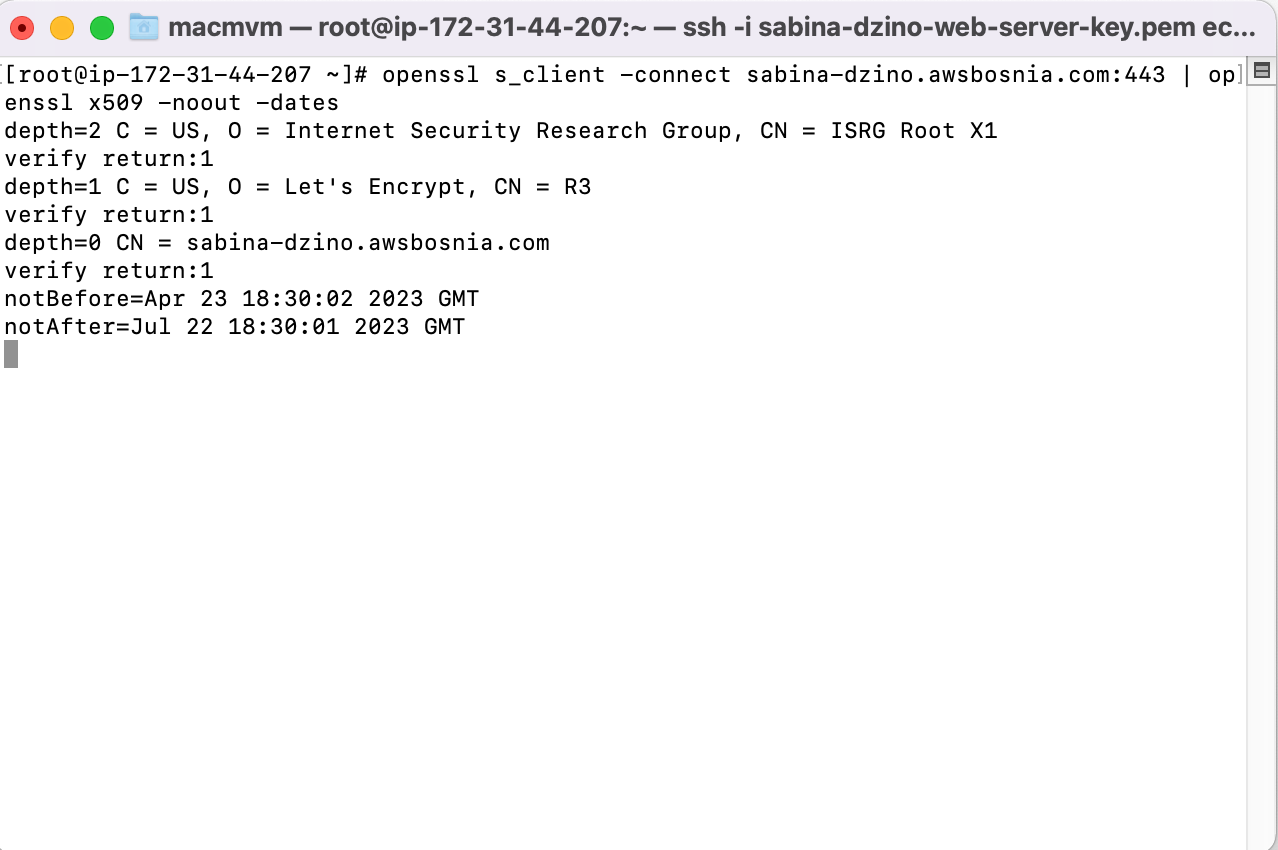 macmvm — root@ip-172-31-44-207:~ — ssh -i sabina-dzino-web-server-key.pem ec...
[[root@ip-172-31-44-207 ~]# openssl s_client -connect sabina-dzino.awsbosnia.com:443 | op]
enssl x509 -noout -dates
depth=2 C = US, O = Internet Security Research Group, CN = ISRG Root X1
verify return:1
depth=1 C = US, O = Let's Encrypt, CN = R3
verify return:1
depth=0 CN = sabina-dzino.awsbosnia.com
verify return:1
notBefore=Apr 23 18:30:02 2023 GMT
notAfter=Jul 22 18:30:01 2023 GMT